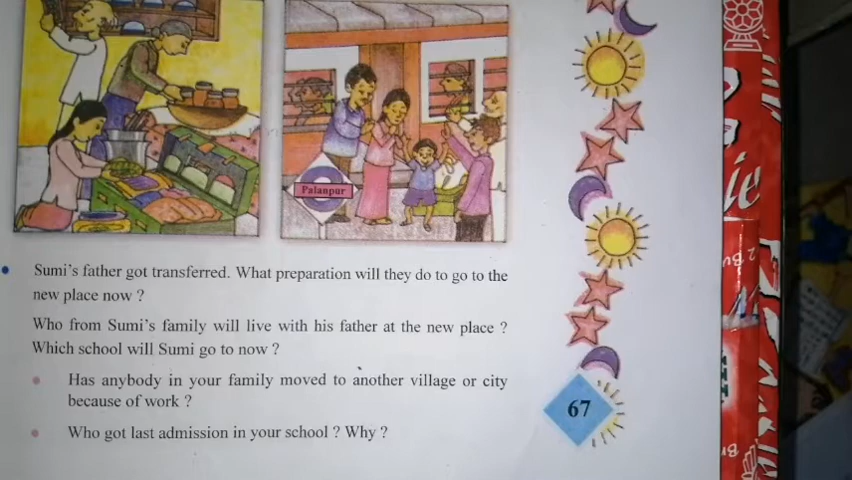 Palanpur
Sumi's father got transferred. What preparation will they do to go to the
new place now ?
Who from Sumi's family will live with his father at the new place ?
Which school will Sumi go to now ?
Has anybody in your family moved to another village or city
because of work ?
Who got last admission in your school ? Why ?
67